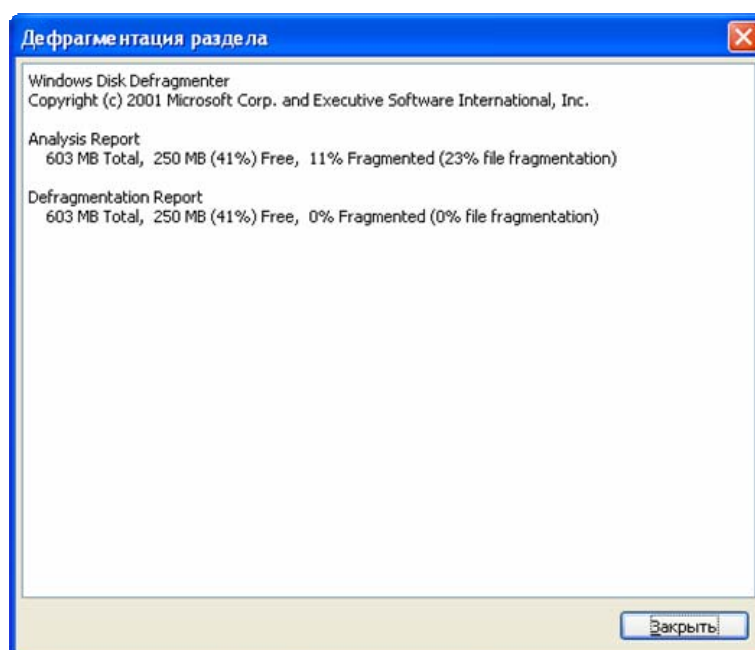 Дефрагментация раздела
Windows Disk Defragmenter
Copyright (c) 2001 Microsoft Corp. and Executive Software International, Inc.
Analysis Report
603 MB Total, 250 MB (41%) Free, 11% Fragmented (23% file fragmentation)
Defragmentation Report
603 MB Total, 250 MB (41%) Free, 0% Fragmented (0% file fragmentation)
Закрыть